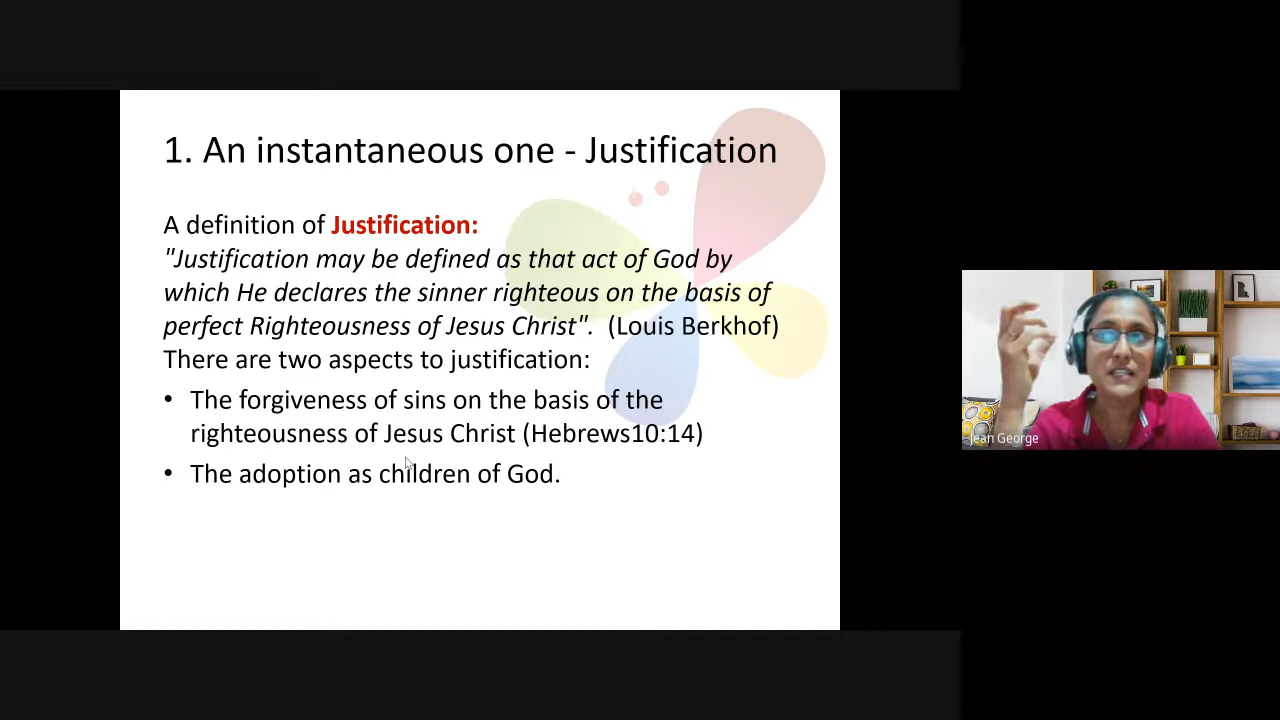 1. An instantaneous one - Justification
A definition of Justification:
"Justification may be defined as that act of God by
which He declares the sinner righteous on the basis of
perfect Righteousness of Jesus Christ". (Louis Berkhof)
There are two aspects to justification:
• The forgiveness of sins on the basis of the
righteousness of Jesus Christ (Hebrews10:14)
• The adoption as children of God.
Jean George